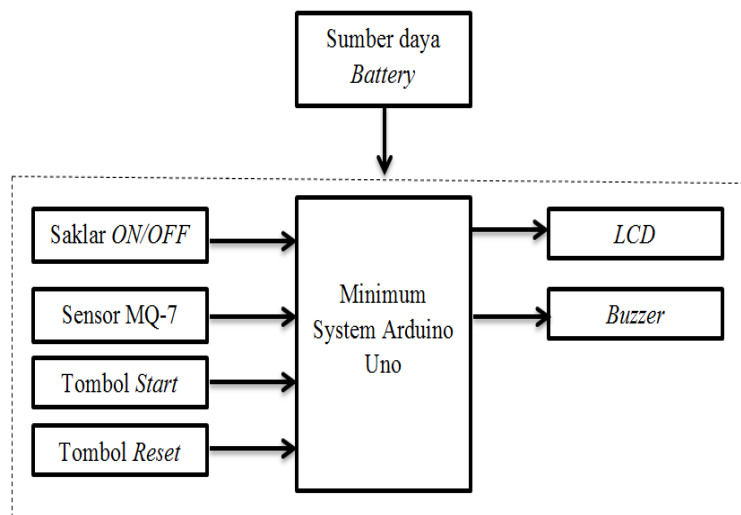 Sumber daya
Battery
Saklar ON/OFF
Sensor MQ-7
Tombol Start
Tombol Reset
Minimum
System Arduino
Uno
LCD
Buzzer